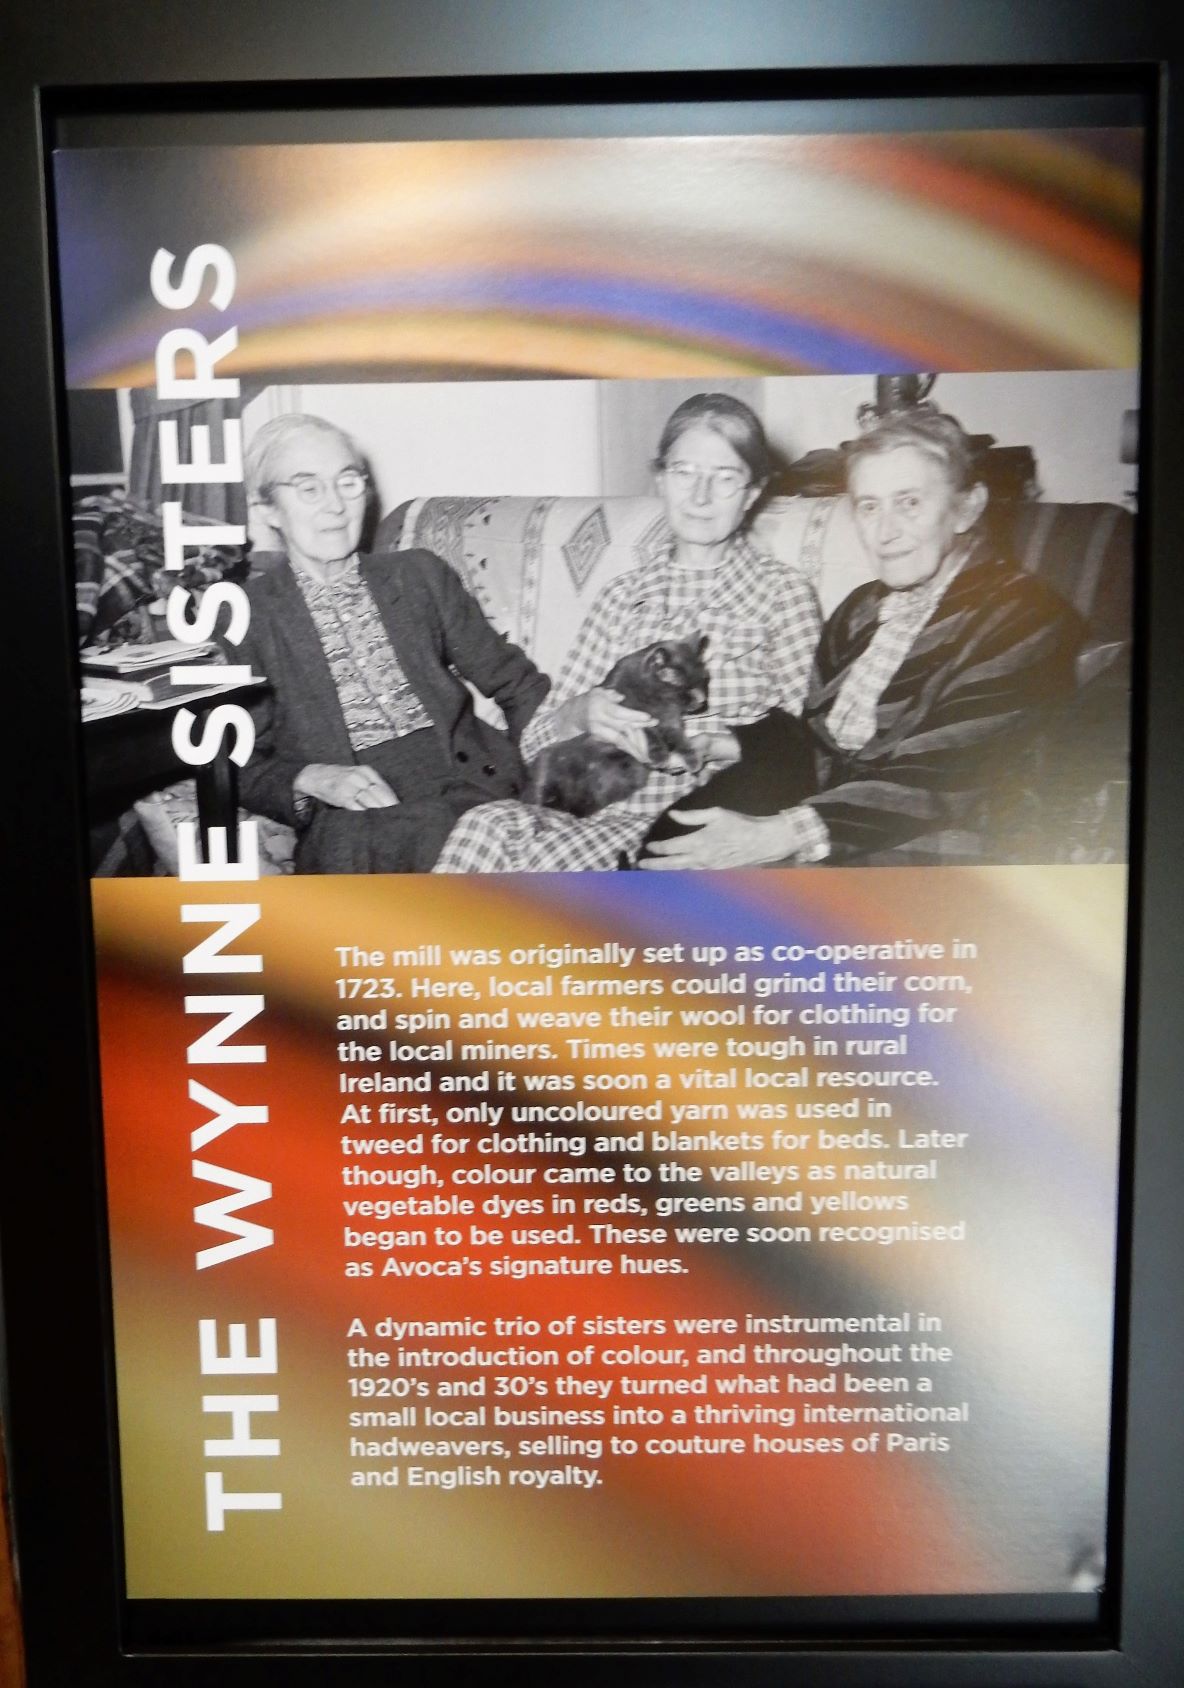 THE WYNNE SISTERS
The mill was originally set up as co-operative in
1723. Here, local farmers could grind their corn,
and spin and weave their wool for clothing for
the local miners. Times were tough in rural
Ireland and it was soon a vital local resource.
At first, only uncoloured yarn was used in
tweed for clothing and blankets for beds. Later
though, colour came to the valleys as natural
vegetable dyes in reds, greens and yellows
began to be used. These were soon recognised
as Avoca's signature hues.
A dynamic trio of sisters were instrumental in
the introduction of colour, and throughout the
1920's and 30's they turned what had been a
small local business into a thriving international
hadweavers, selling to couture houses of Paris
and English royalty.